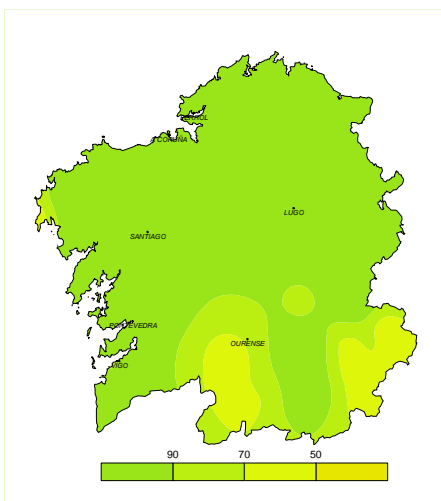 FERROL
A CORUÑA
LUGO
SANTIAGO
PONTEVEDRA
OURENSE
VIGO
90 70 50